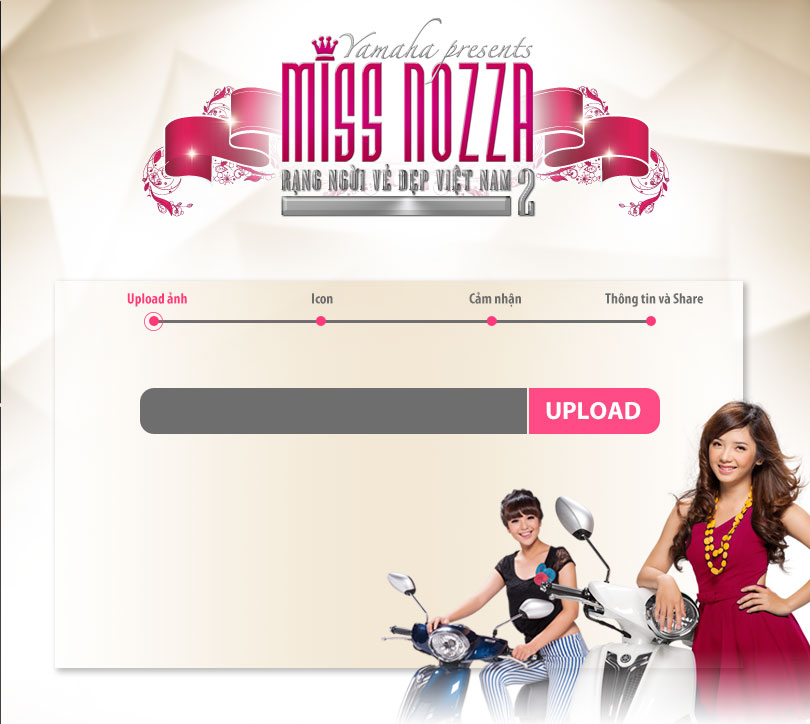 Yamaha presents
MISS NOZZA
RẠNG NGỜI VẺ ĐẸP VIỆT NAM 2
Upload ảnh
Icon
Cảm nhận
Thông tin và Share
UPLOAD